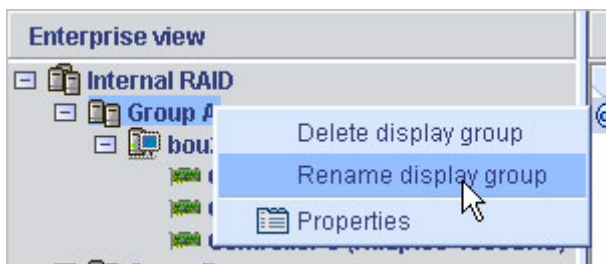 Enterprise view
Internal RAID
Group A
Delete display group
Rename display group
Properties